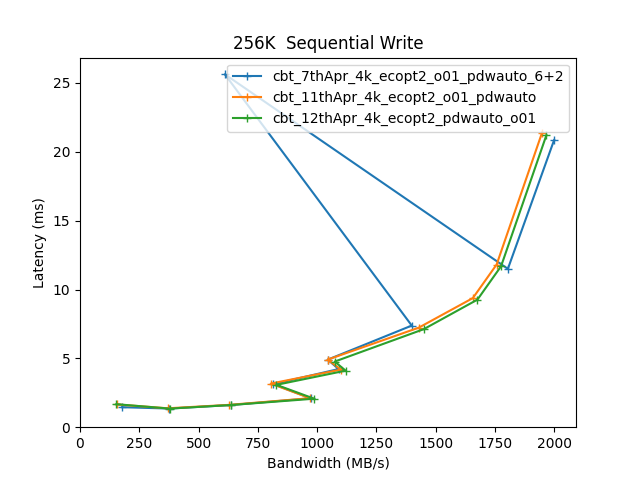 256K  Sequential Write
cbt_7thApr_4k_ecopt2_o01_pdwauto_6+2
cbt_11thApr_4k_ecopt2_o01_pdwauto
cbt_12thApr_4k_ecopt2_pdwauto_o01
25
20
15
10
5
0
Latency (ms)
0 250 500 750 1000 1250 1500 1750 2000
Bandwidth (MB/s)